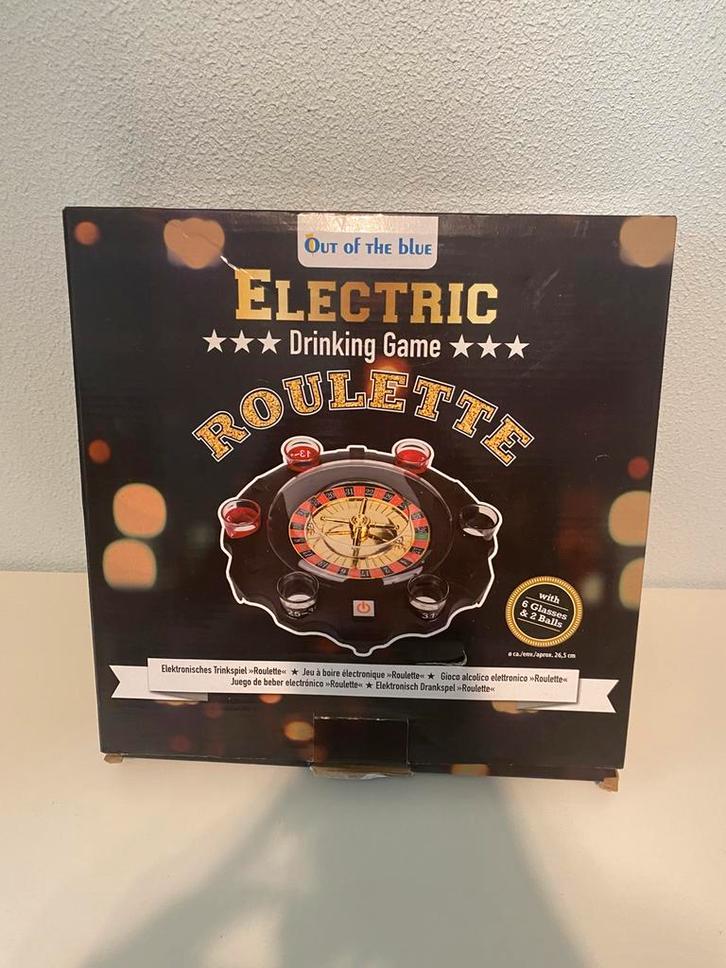 Out of the blue
ELECTRIC
★★★ Drinking Game ★★★
ROULETTE
with
6 Glasses
& 2 Balls
ø ca./env./aprox. 26,5 cm
Elektronisches Trinkspiel »Roulette« ★ Jeu à boire électronique »Roulette« ★ Gioco alcolico elettronico »Roulette«
Juego de beber electrónico »Roulette« ★ Elektronisch Drankspel »Roulette«